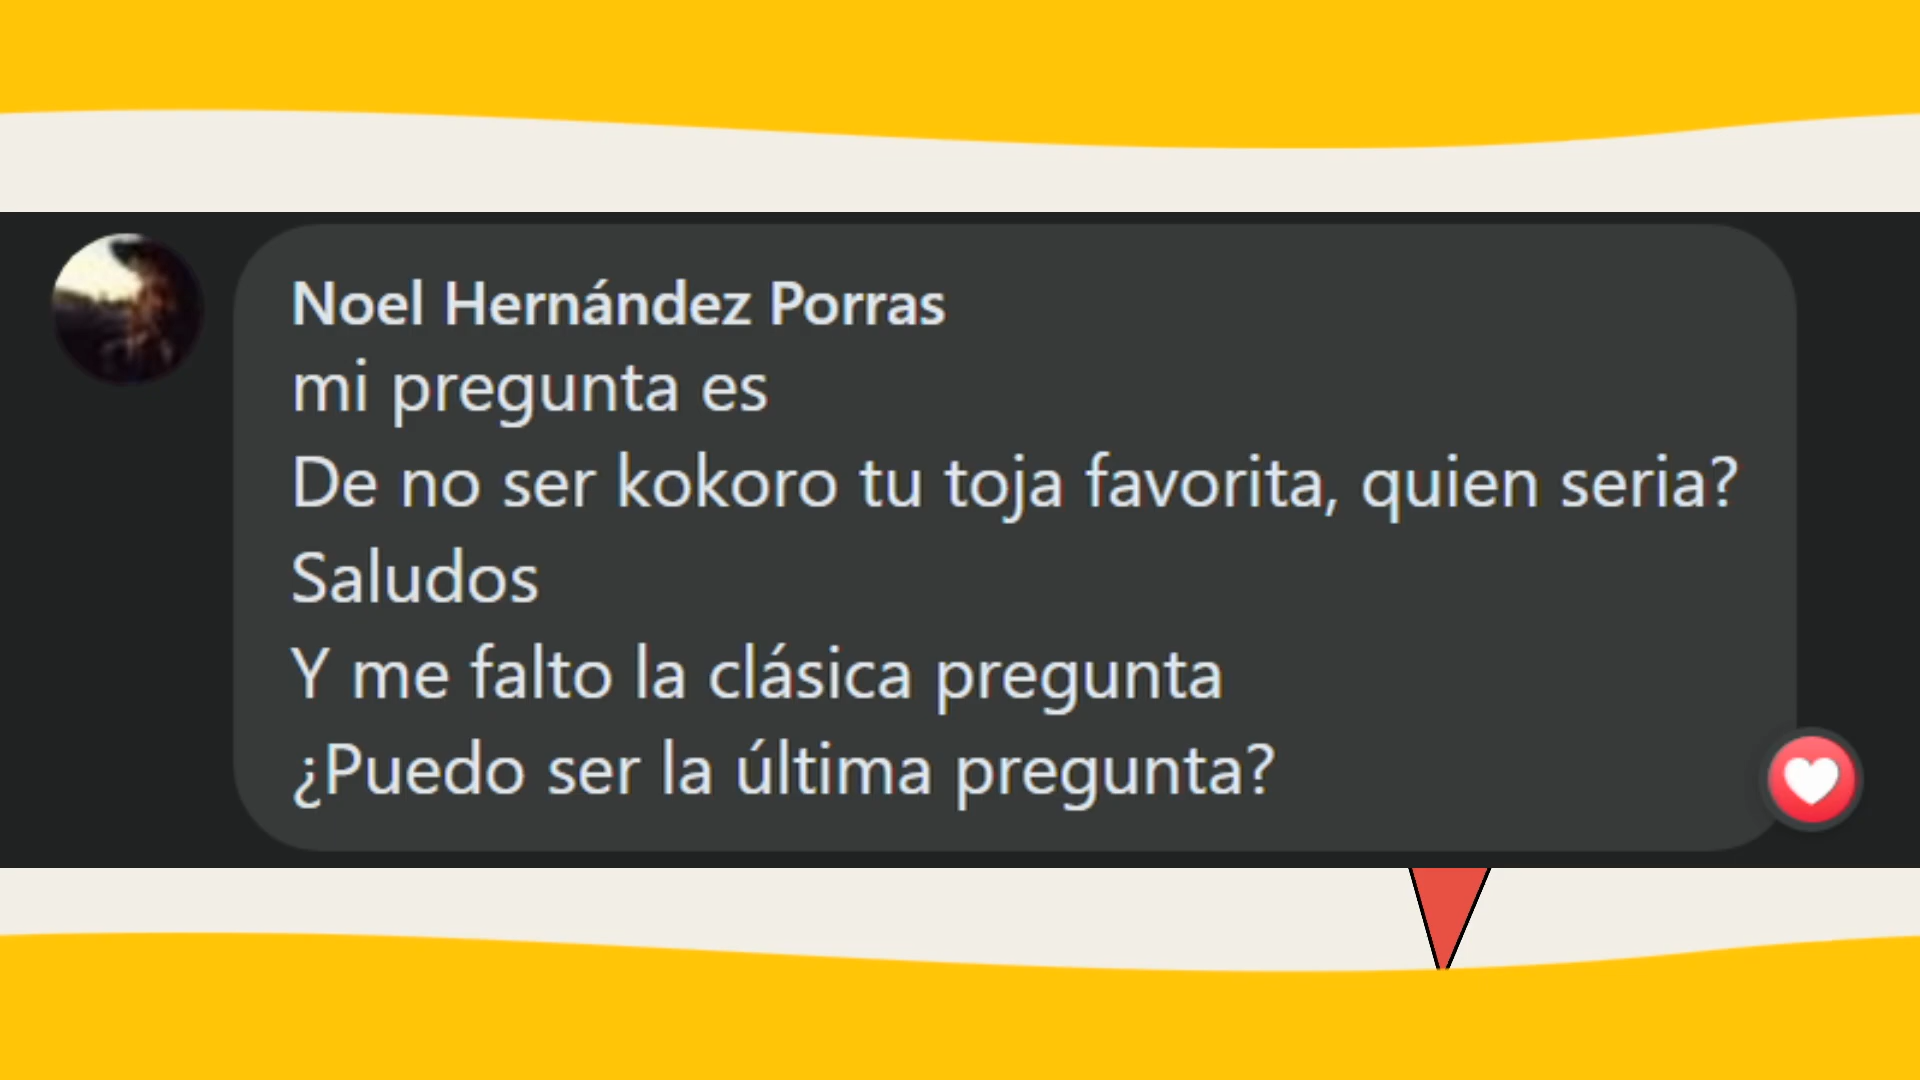 Noel Hernández Porras
mi pregunta es
De no ser kokoro tu toja favorita, quien seria?
Saludos
Y me falto la clásica pregunta
¿Puedo ser la última pregunta?